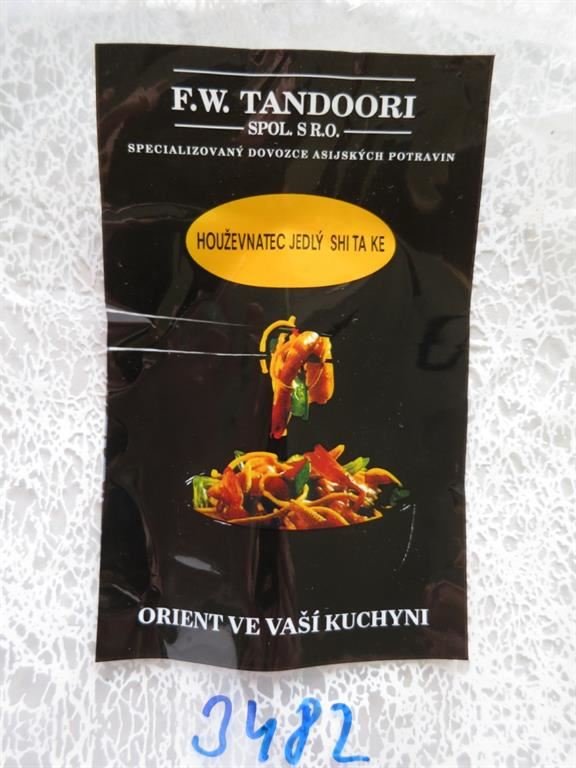 F.W. TANDOORI
SPOL. S R.O.
SPECIALIZOVANÝ DOVOZCE ASIJSKÝCH POTRAVIN
HOUŽEVNATEC JEDLÝ SHI TA KE
ORIENT VE VAŠÍ KUCHYNI
3482